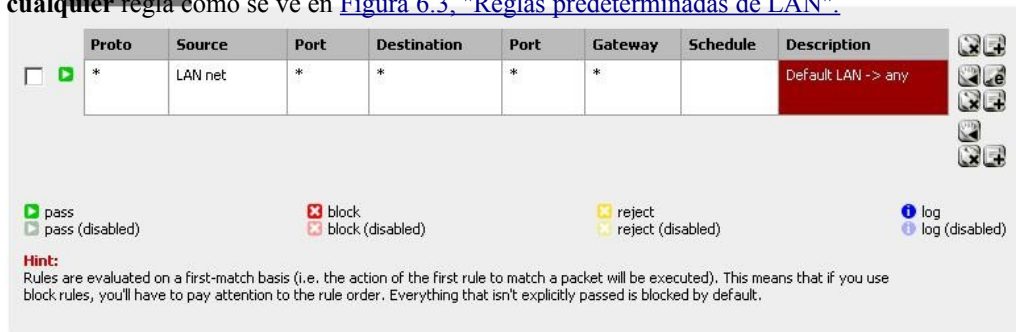 cualquier regla como se ve en Figura 6.3, "Reglas predeterminadas de LAN".
Proto Source Port Destination Port Gateway Schedule Description
* LAN net * * * * Default LAN -> any
pass block reject log
pass (disabled) block (disabled) reject (disabled) log (disabled)
Hint:
Rules are evaluated on a first-match basis (i.e. the action of the first rule to match a packet will be executed). This means that if you use
block rules, you'll have to pay attention to the rule order. Everything that isn't explicitly passed is blocked by default.